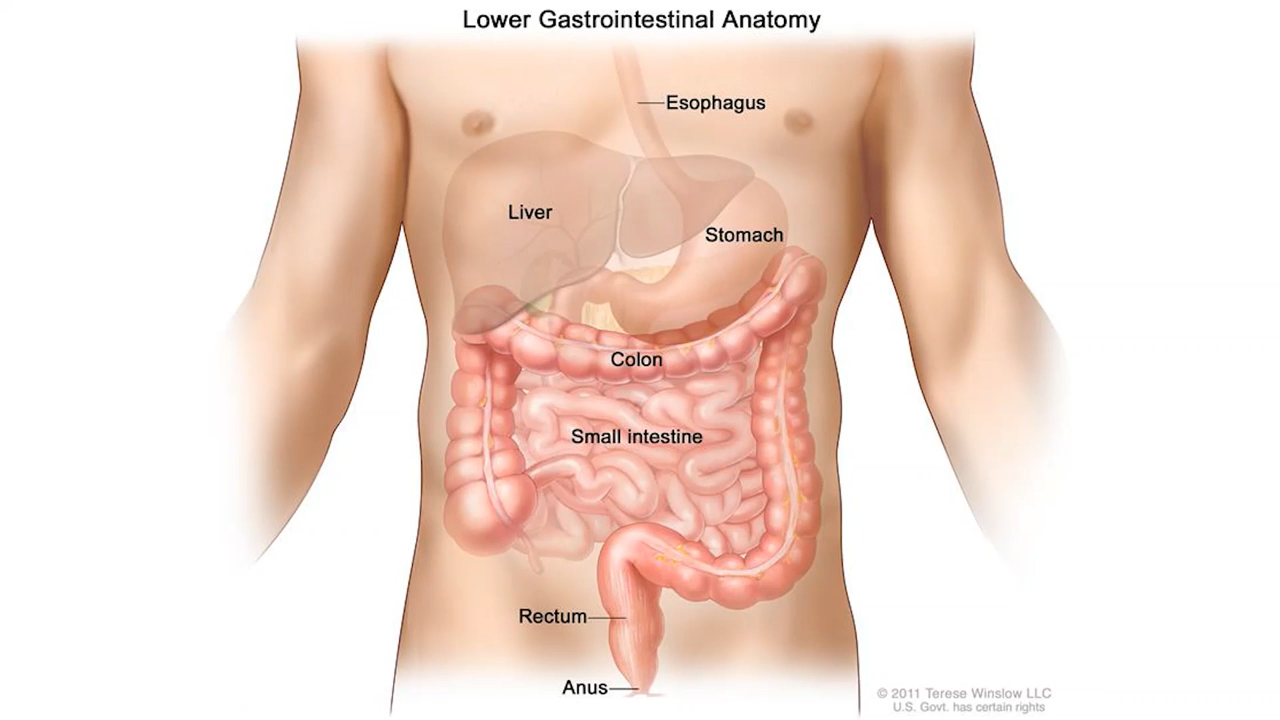 Lower Gastrointestinal Anatomy
Esophagus
Liver
Stomach
Colon
Small intestine
Rectum
Anus
© 2011 Terese Winslow LLC
U.S. Govt. has certain rights